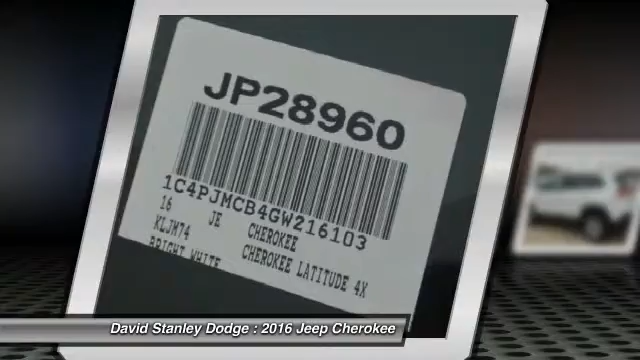 JP28960
1C4PJMCB4GW216103
16 JE CHEROKEE
KLJM74 CHEROKEE LATITUDE 4X
BRIGHT WHITE
David Stanley Dodge : 2016 Jeep Cherokee